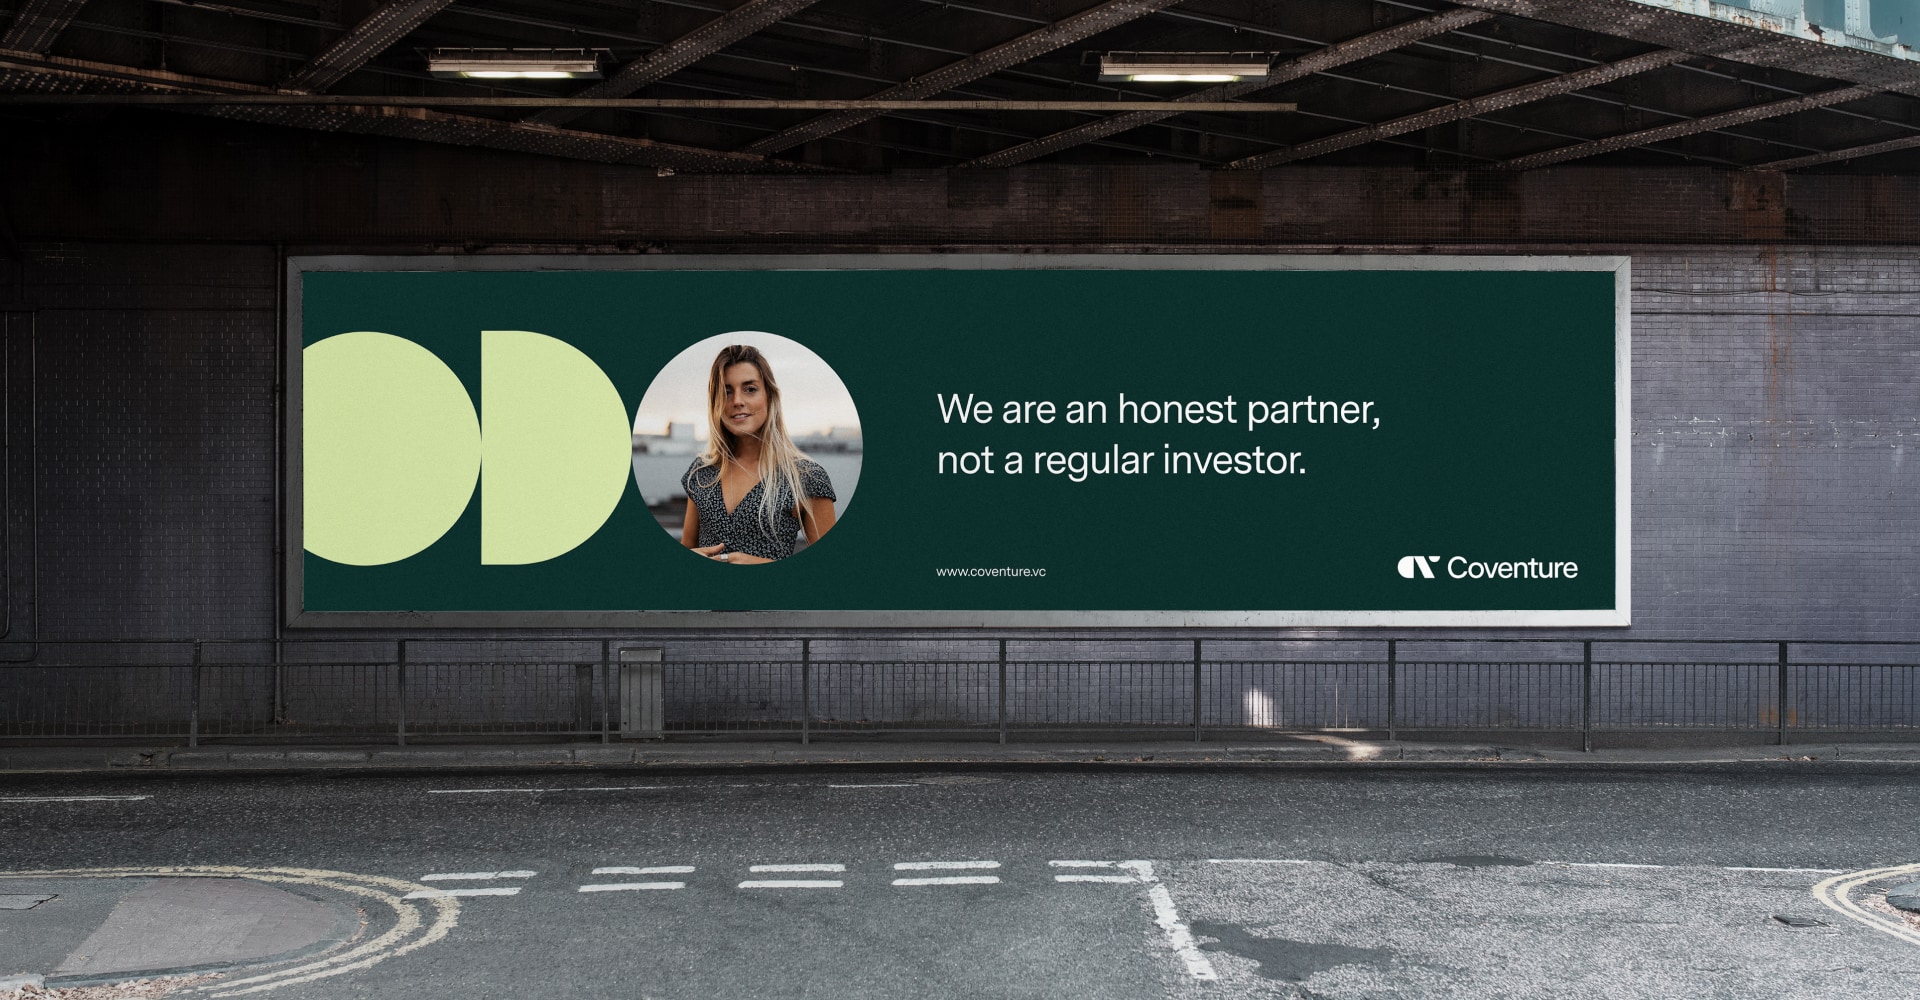 We are an honest partner,
not a regular investor.
www.coventure.vc
Coventure